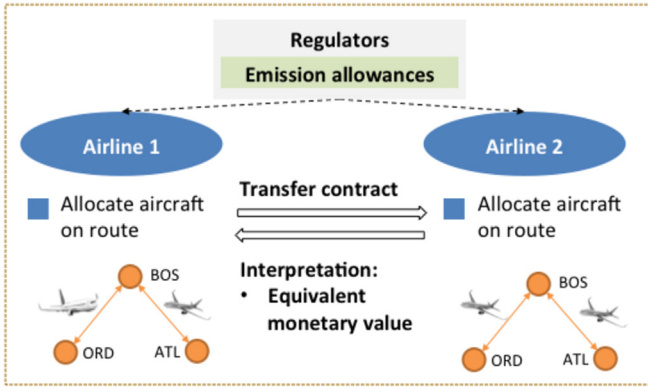 Regulators
Emission allowances
Airline 1
Airline 2
Allocate aircraft
on route
Transfer contract
Allocate aircraft
on route
Interpretation:
• Equivalent
monetary value
BOS
ORD
ATL
BOS
ORD
ATL